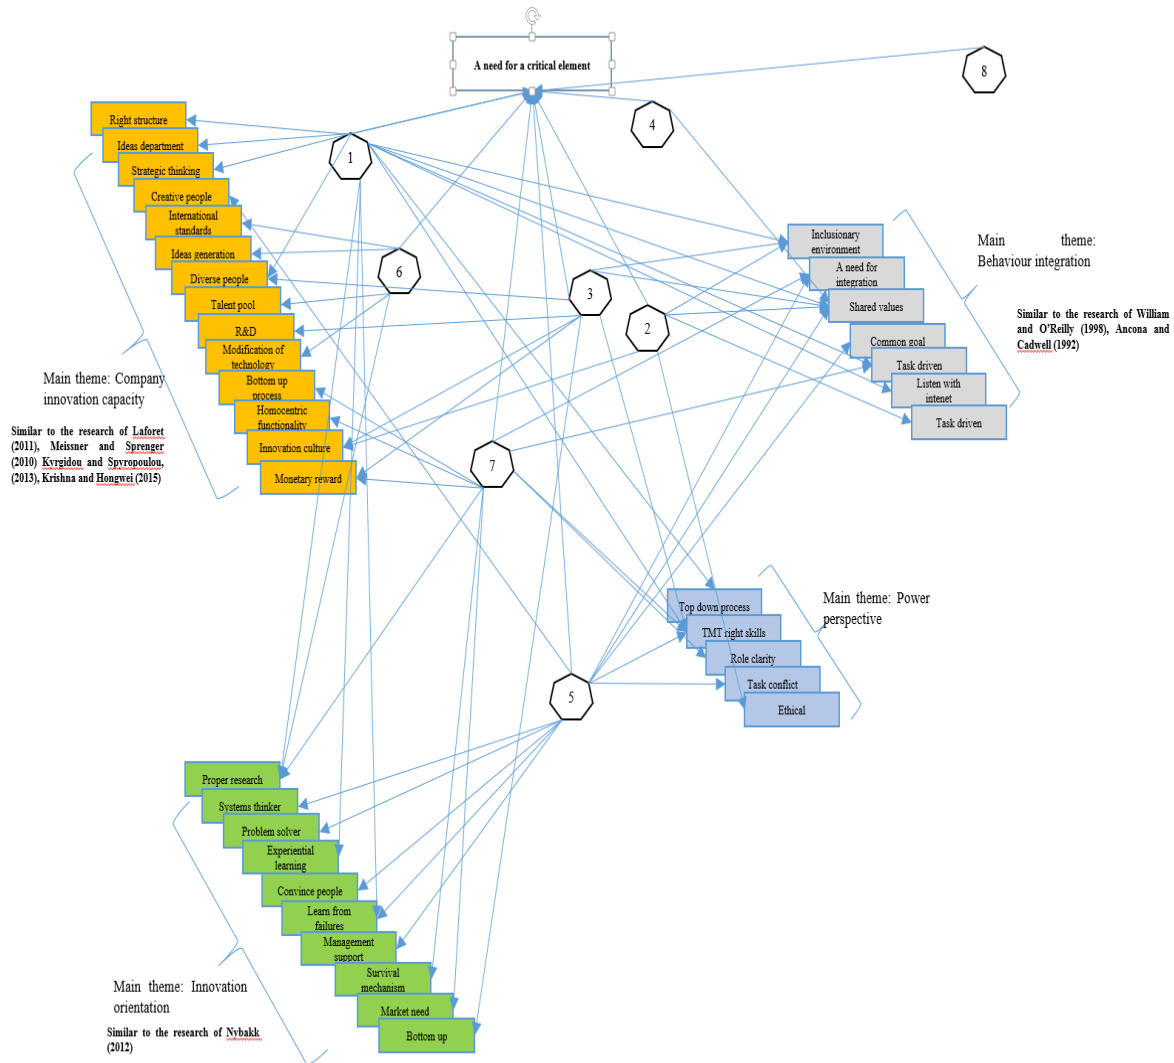 A need for a critical element
8
4
1
6
3
2
7
5
Right structure
Ideas department
Strategic thinking
Creative people
International
standards
Ideas generation
Diverse people
Talent pool
R&D
Modification of
technology
Bottom up
process
Homocentric
functionality
Innovation culture
Monetary reward
Main theme: Company
innovation capacity
Similar to the research of Laforet
(2011), Meissner and Sprenger
(2010) Kyrgidou and Spyropoulou,
(2013), Krishna and Hongwei (2015)
Inclusionary
environment
A need for
integration
Shared values
Common goal
Task driven
Listen with
intenet
Task driven
Main theme:
Behaviour integration
Similar to the research of William
and O'Reilly (1998), Ancona and
Cadwell (1992)
Top down process
TMT right skills
Role clarity
Task conflict
Ethical
Main theme: Power
perspective
Proper research
Systems thinker
Problem solver
Experiential
learning
Convince people
Learn from
failures
Management
support
Survival
mechanism
Market need
Bottom up
Main theme: Innovation
orientation
Similar to the research of Nybakk
(2012)